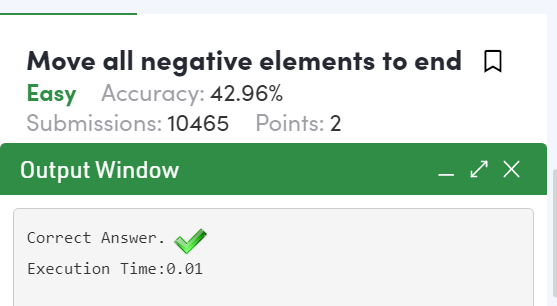 Move all negative elements to end
Easy Accuracy: 42.96%
Submissions: 10465 Points: 2
Output Window
Correct Answer.
Execution Time:0.01